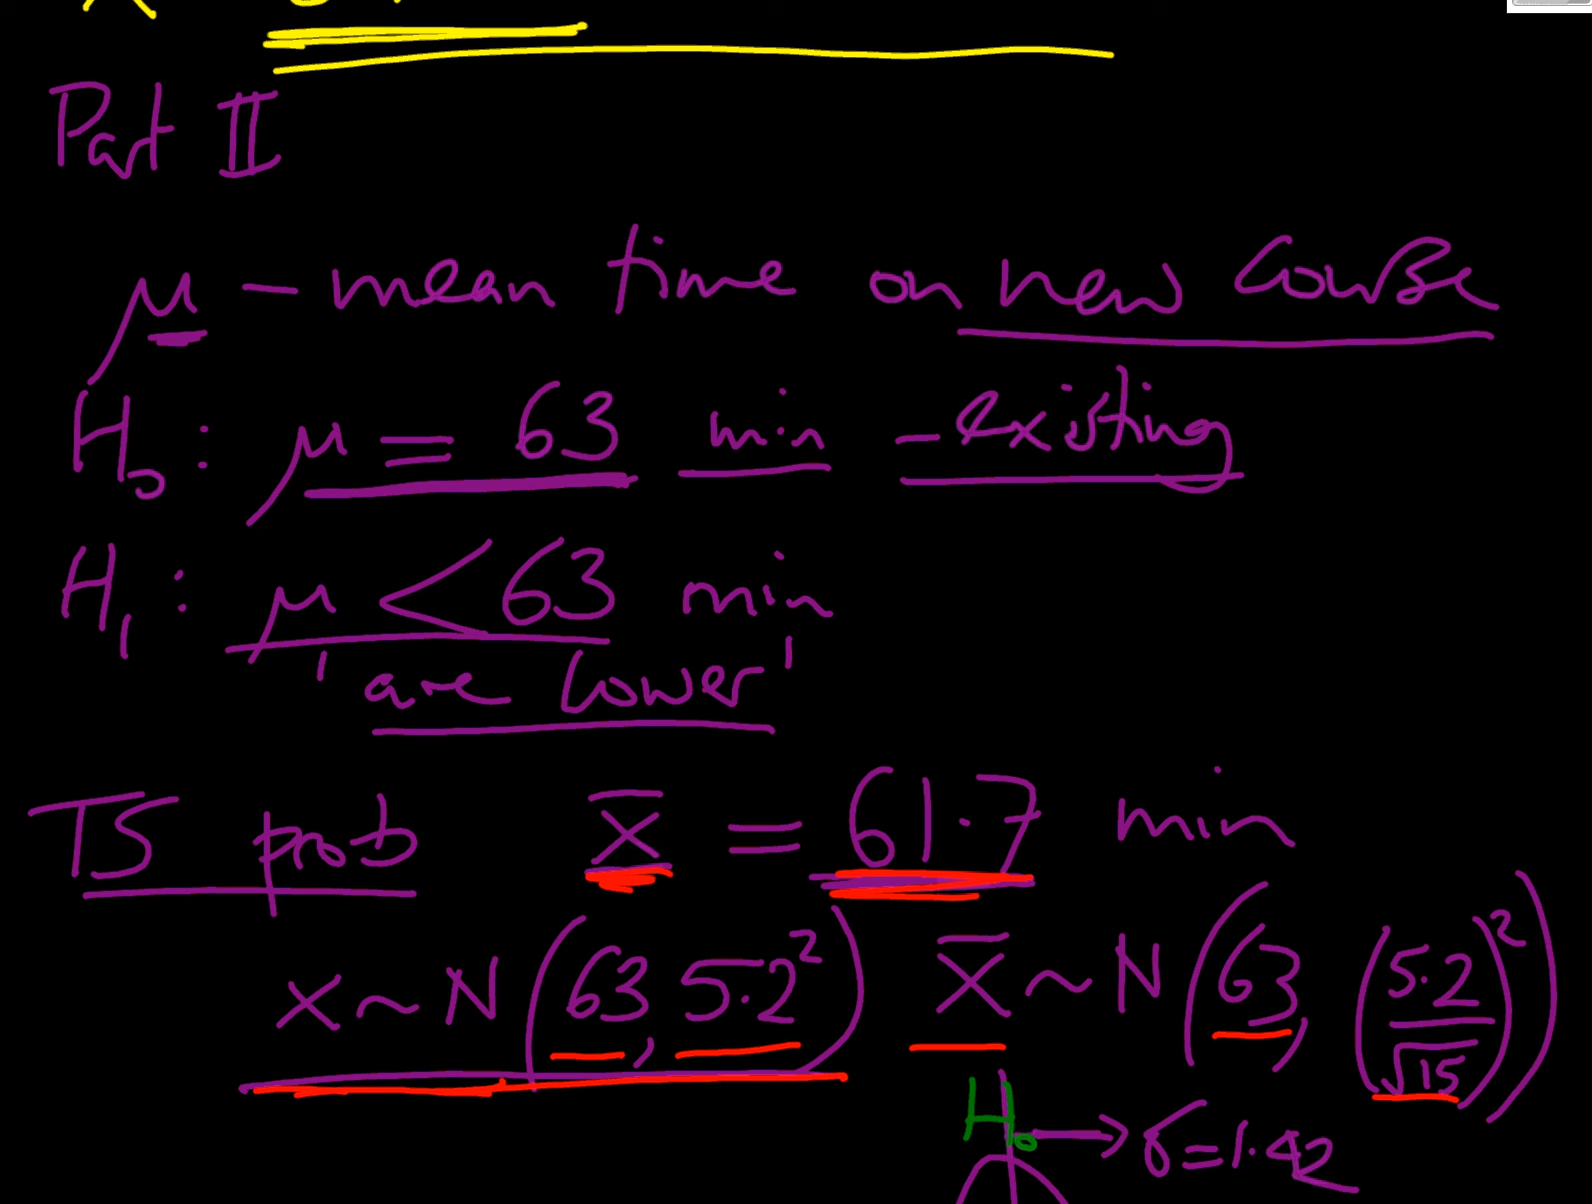 Part II
μ - mean time on new course
H₀ : μ = 63 min - existing
H₁ : μ < 63 min
'are lower'
TS prob X̅ = 61.7 min
X ~ N(63, 5.2²) X̅ ~ N(63, (5.2/√15)²)
H₀ → σ = 1.42